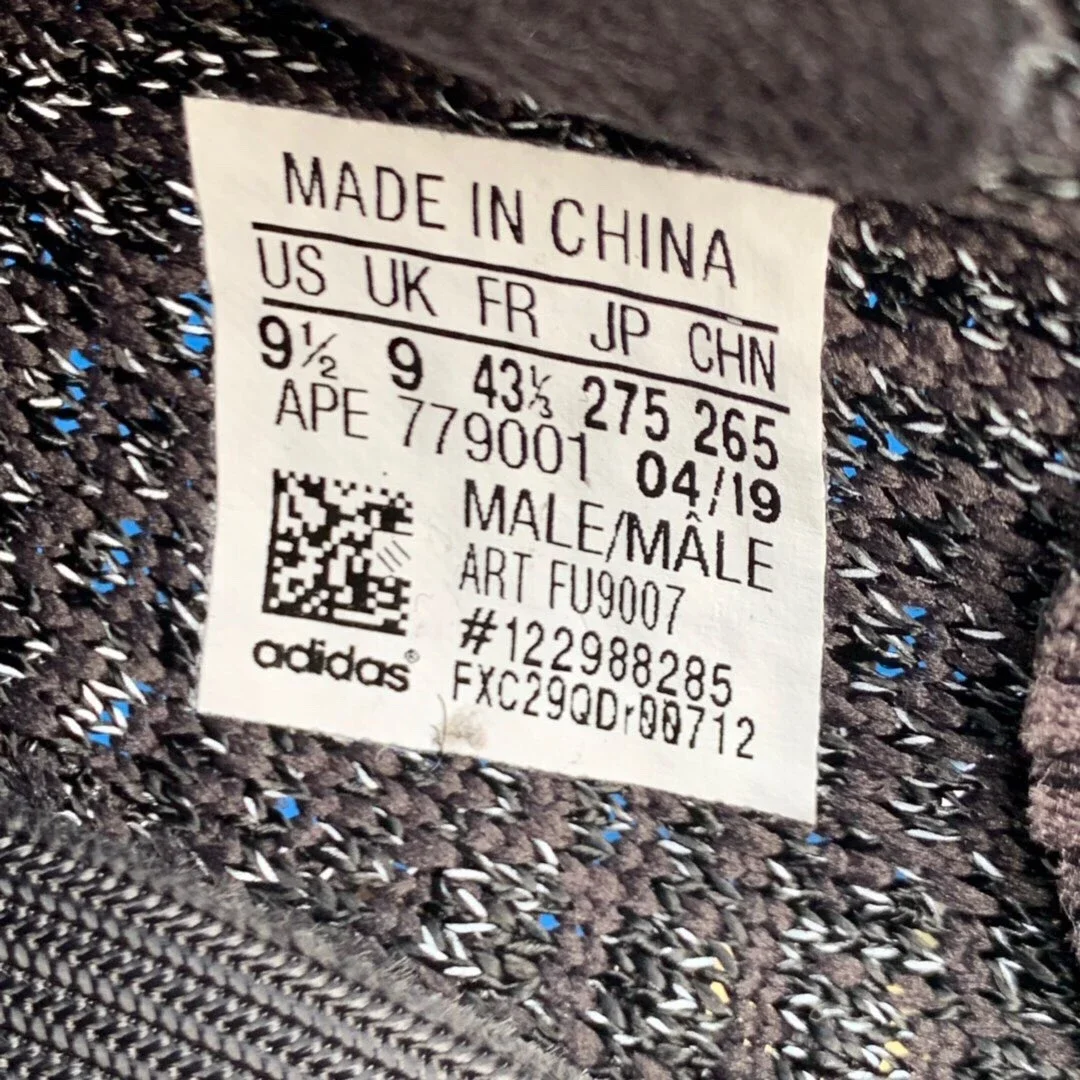 MADE IN CHINA
US UK FR JP CHN
9½ 9 43⅓ 275 265
APE 779001 04/19
MALE/MÂLE
ART FU9007
#122988285
adidas®
FXC29QDr00712